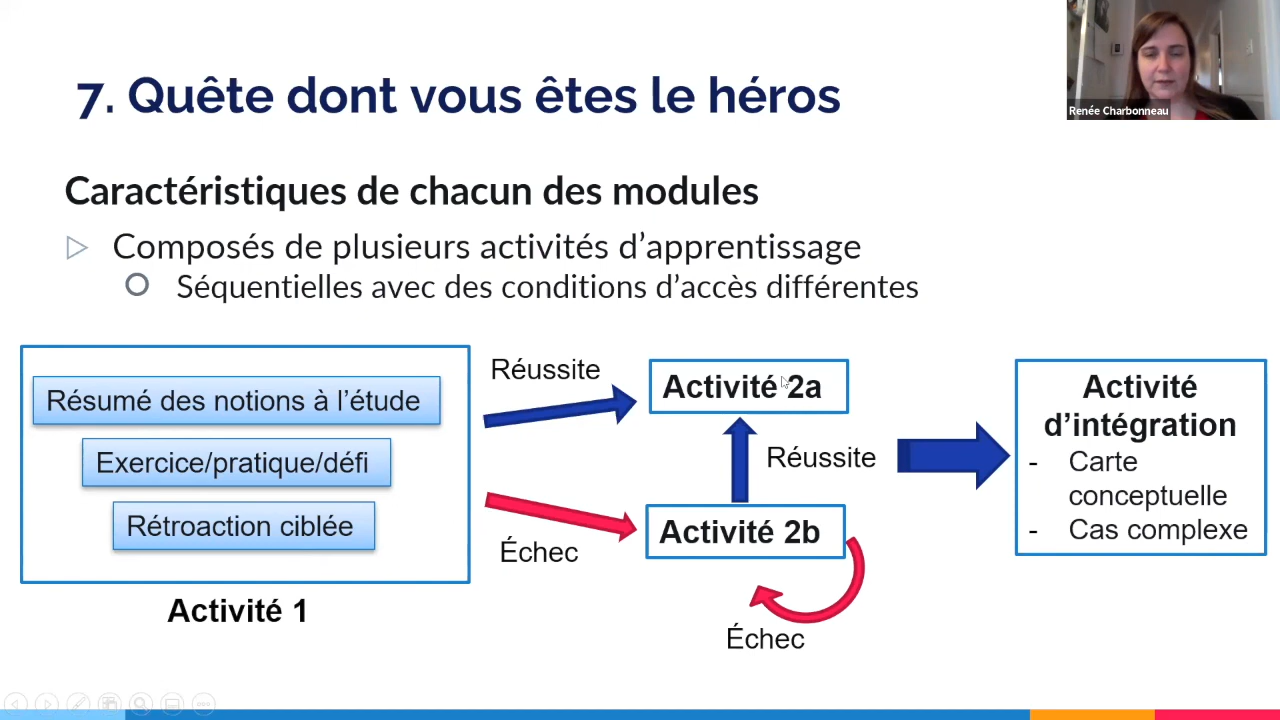 7. Quête dont vous êtes le héros
Renée Charbonneau
Caractéristiques de chacun des modules
Composés de plusieurs activités d’apprentissage
Séquentielles avec des conditions d’accès différentes
Résumé des notions à l’étude
Exercice/pratique/défi
Rétroaction ciblée
Activité 1
Réussite
Échec
Activité 2a
Réussite
Activité 2b
Échec
Activité
d’intégration
- Carte
conceptuelle
- Cas complexe